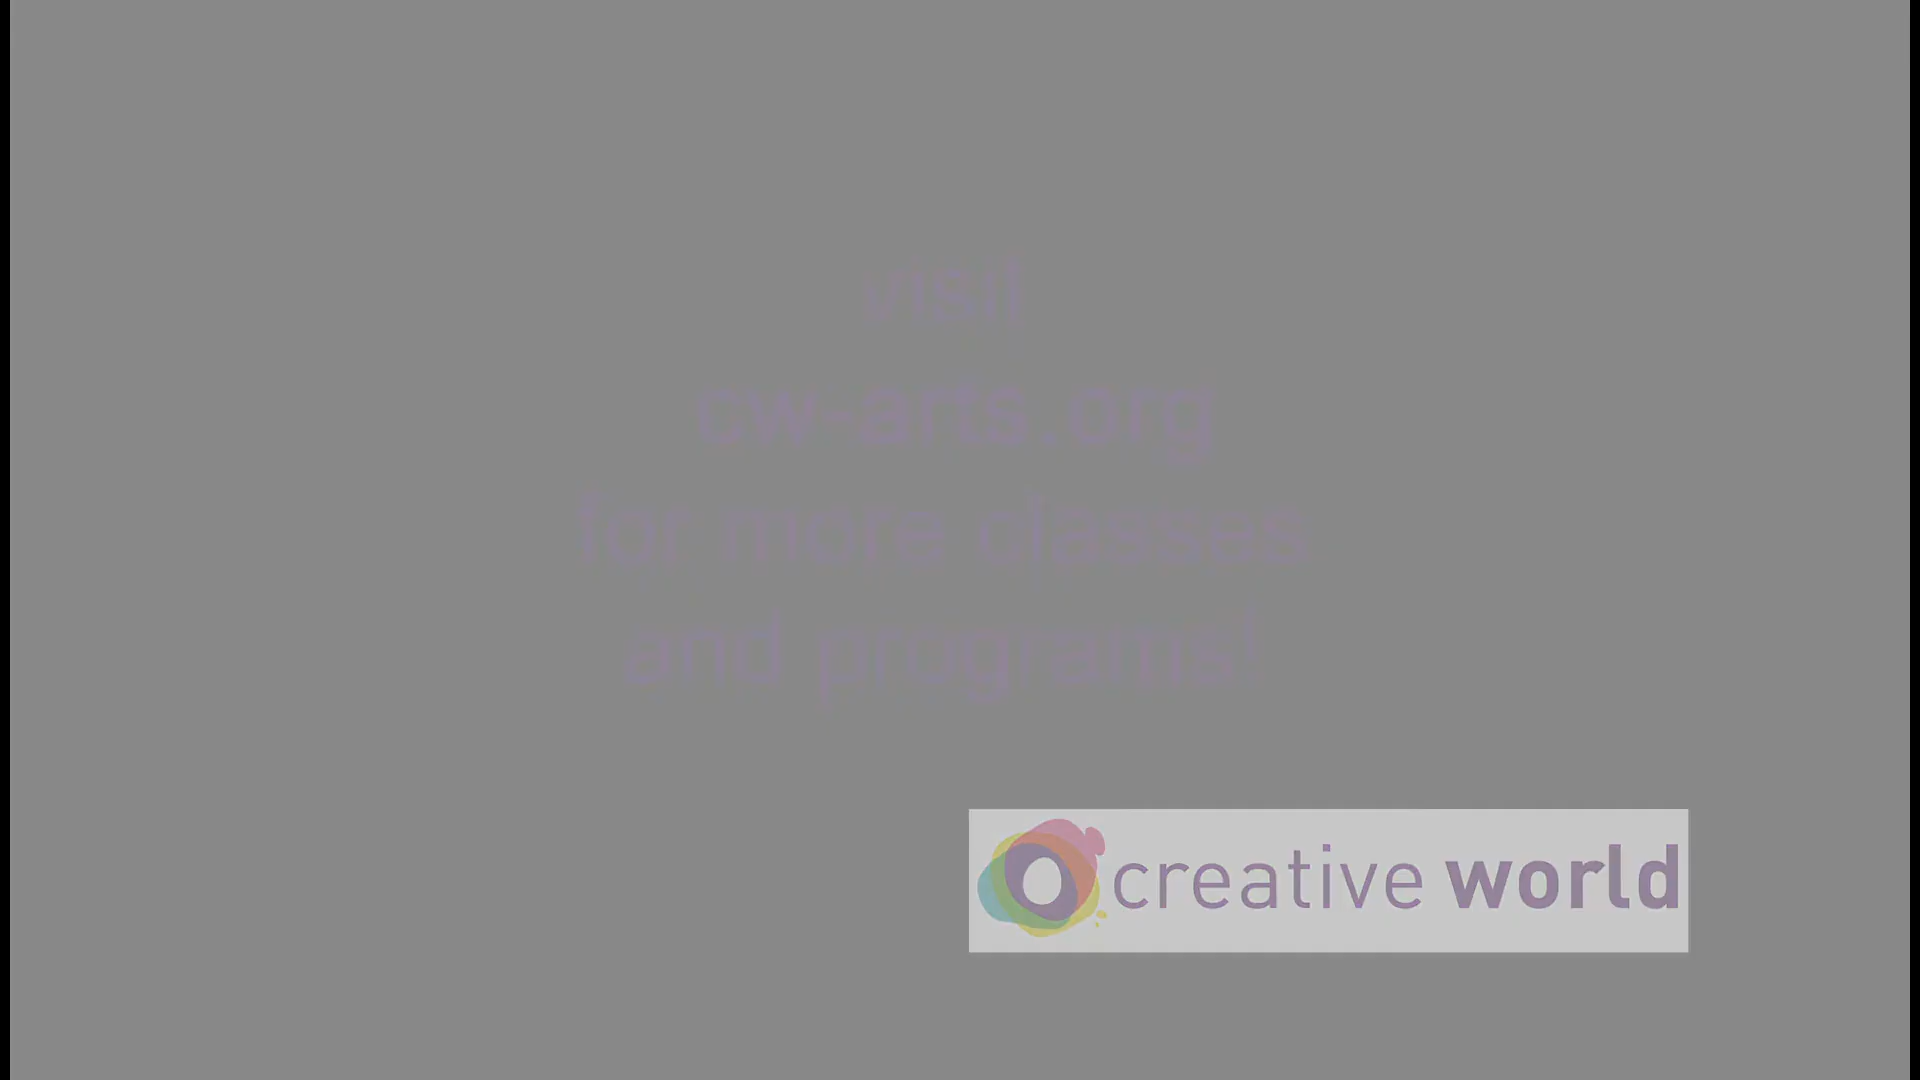 visit
cw-arts.org
for more classes
and programs!
creative world